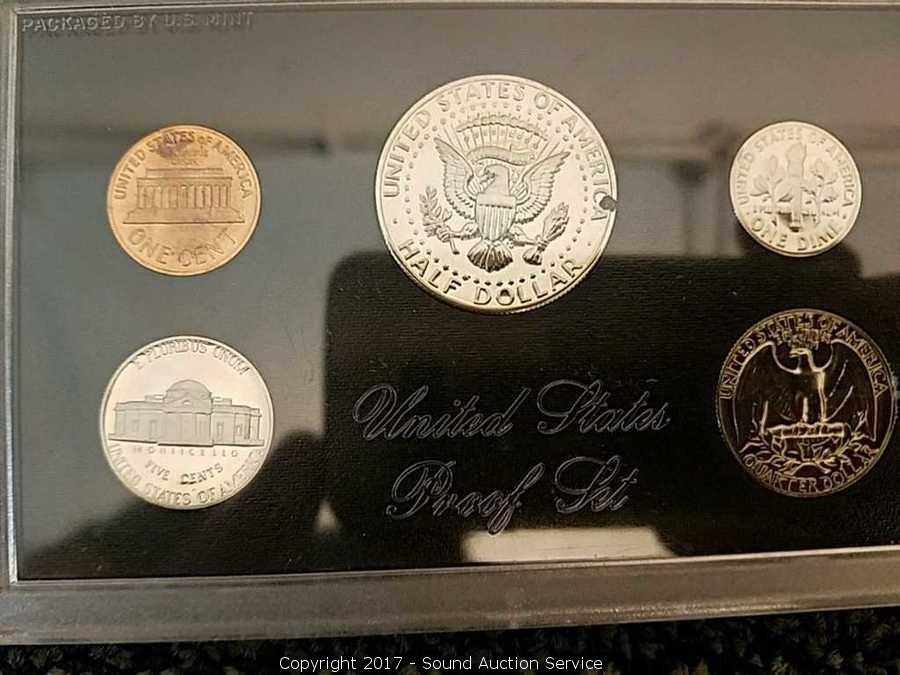 PACKAGED BY U.S. MINT
UNITED STATES OF AMERICA
ONE CENT
UNITED STATES OF AMERICA
HALF DOLLAR
UNITED STATES OF AMERICA
ONE DIME
E PLURIBUS UNUM
MONTICELLO
FIVE CENTS
UNITED STATES OF AMERICA
United States
Proof Set
UNITED STATES OF AMERICA
QUARTER DOLLAR
Copyright 2017 - Sound Auction Service